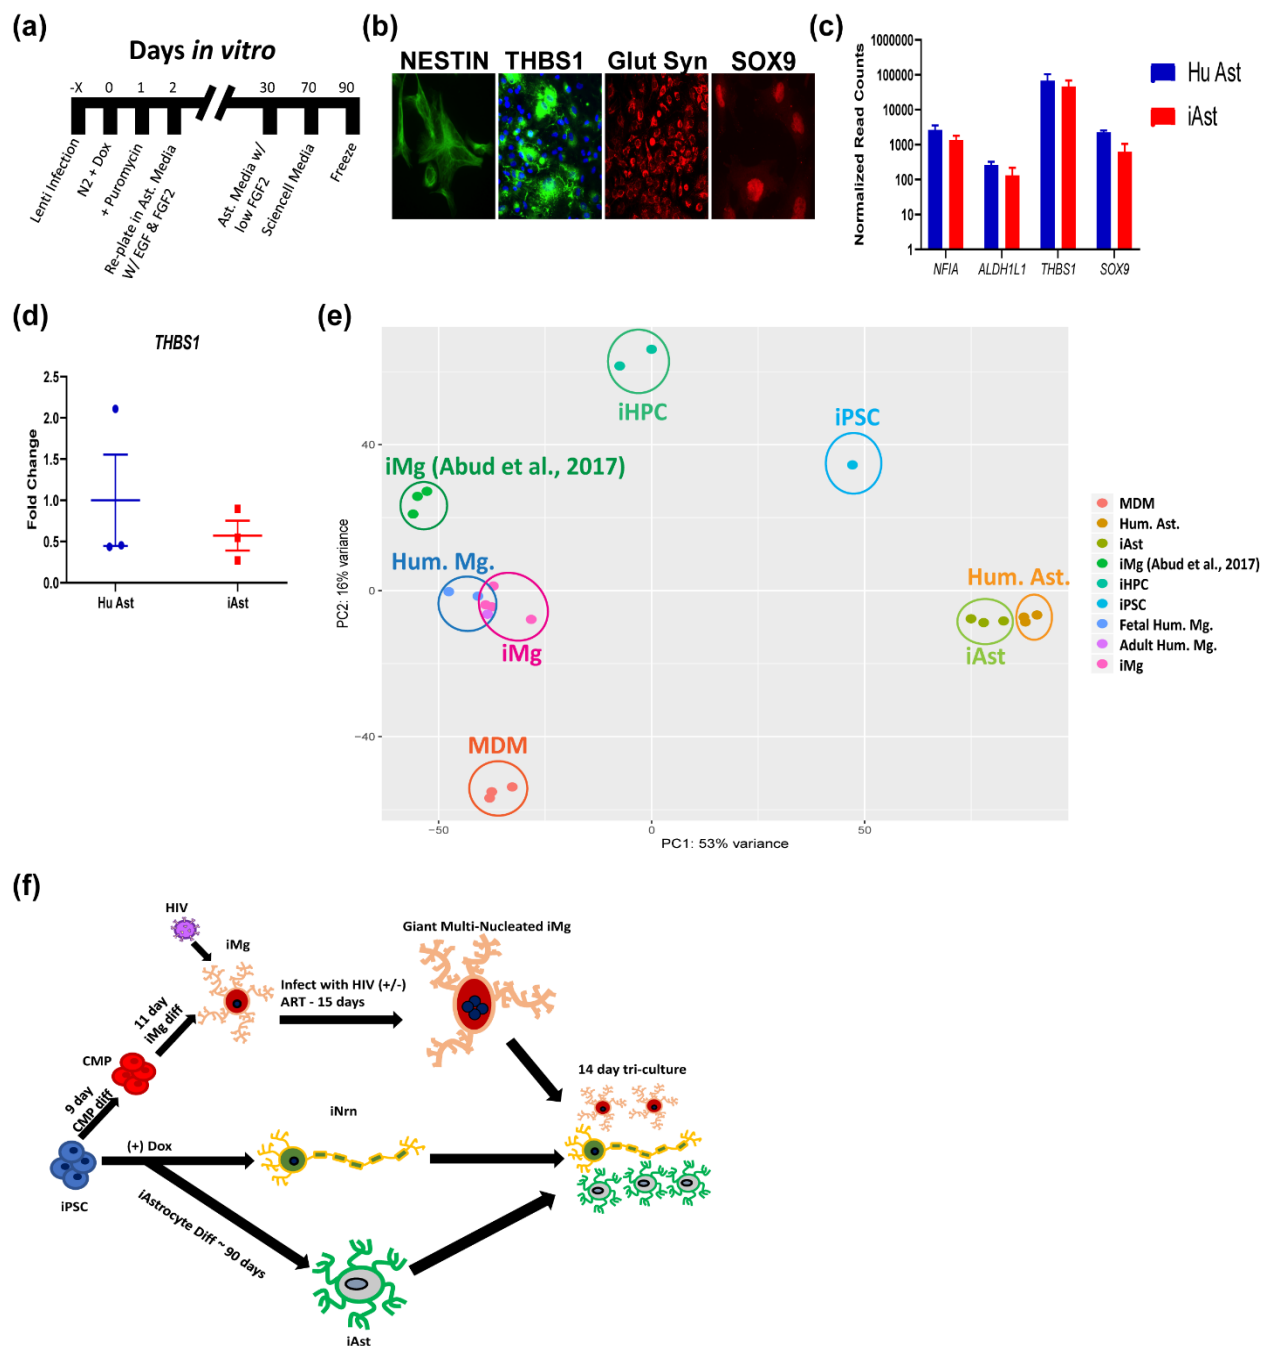 (a)
Days in vitro
-X 0 1 2 30 70 90
Lenti Infection
N2 + Dox
+ Puromycin
Re-plate in Ast. Media
W/ EGF & FGF2
Ast. Media w/
low FGF2
Sciencell Media
Freeze
(b)
NESTIN THBS1 Glut Syn SOX9
(c)
Normalized Read Counts
1000000
100000
10000
1000
100
10
1
NFIA ALDH1L1 THBS1 SOX9
Hu Ast
iAst
(d)
THBS1
Fold Change
2.5
2.0
1.5
1.0
0.5
0.0
Hu Ast iAst
(e)
iHPC
iPSC
iMg (Abud et al., 2017)
Hum. Mg.
iMg
Hum. Ast.
iAst
MDM
PC2: 16% variance
40
0
−40
−50 0 50
PC1: 53% variance
MDM
Hum. Ast.
iAst
iMg (Abud et al., 2017)
iHPC
iPSC
Fetal Hum. Mg.
Adult Hum. Mg.
iMg
(f)
HIV
iMg
Giant Multi-Nucleated iMg
Infect with HIV (+/-)
ART - 15 days
11 day
iMg diff
CMP
9 day
CMP diff
14 day tri-culture
iNrn
(+) Dox
iPSC
iAstrocyte Diff ~ 90 days
iAst